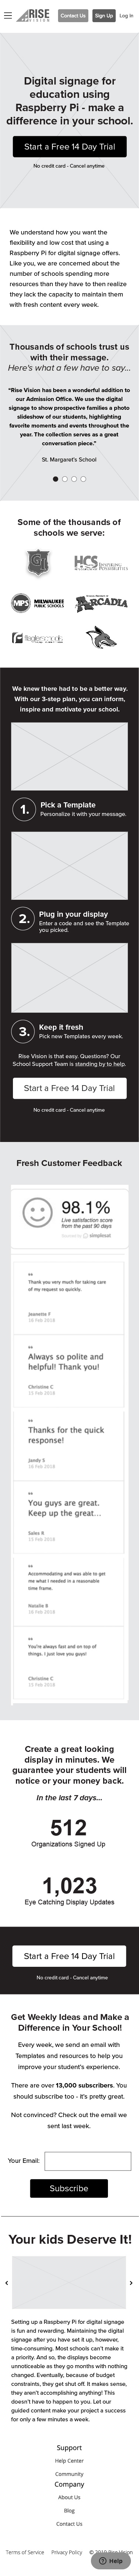 RISE VISION
Contact Us
Sign Up
Log In
Digital signage for
education using
Raspberry Pi - make a
difference in your school.
Start a Free 14 Day Trial
No credit card - Cancel anytime
We understand how you want the
flexibility and low cost that using a
Raspberry Pi for digital signage offers.
Like you, we are concerned about the
number of schools spending more
resources than they have to then realize
they lack the capacity to maintain them
with fresh content every week.
Thousands of schools trust us
with their message.
Here's what a few have to say...
"Rise Vision has been a wonderful addition to
our Admission Office. We use the digital
signage to show prospective families a photo
slideshow of our students, highlighting
favorite moments and events throughout the
year. The collection serves as a great
conversation piece."
St. Margaret's School
Some of the thousands of
schools we serve:
G
HCS
INSPIRING
POSSIBILITIES
MPS
MILWAUKEE
PUBLIC SCHOOLS
ARCADIA
We knew there had to be a better way.
With our 3-step plan, you can inform,
inspire and motivate your school.
1.
Pick a Template
Personalize it with your message.
2.
Plug in your display
Enter a code and see the Template
you picked.
3.
Keep it fresh
Pick new Templates every week.
Rise Vision is that easy. Questions? Our
School Support Team is standing by to help.
Start a Free 14 Day Trial
No credit card - Cancel anytime
Fresh Customer Feedback
98.1%
Live satisfaction score
from the past 90 days
simplesat
Thank you very much for taking care
of my request so quickly.
Jeanette F
16 Feb 2018
Always so polite and
helpful! Thank you!
Christine C
15 Feb 2018
Thanks for the quick
response!
Jandy S
16 Feb 2018
You guys are great.
Keep up the great...
Sales R
15 Feb 2018
Accommodating and was able to
get me what I needed in a reasonable
time frame.
Natalie B
16 Feb 2018
You're always fast and on top of
things. I just love you guys!
Christine C
15 Feb 2018
Create a great looking
display in minutes. We
guarantee your students will
notice or your money back.
In the last 7 days...
512
Organizations Signed Up
1,023
Eye Catching Display Updates
Start a Free 14 Day Trial
No credit card - Cancel anytime
Get Weekly Ideas and Make a
Difference in Your School!
Every week, we send an email with
Templates and resources to help you
improve your student's experience.
There are over 13,000 subscribers. You
should subscribe too - it's pretty great.
Not convinced? Check out the email we
sent last week.
Your Email:
Subscribe
Your kids Deserve It!
Setting up a Raspberry Pi for digital signage
is fun and rewarding. Maintaining the digital
signage after you have set it up, however,
time-consuming. Most schools can't make it
a priority. And so, the displays become
unnoticeable as they go months with nothing
changed. Eventually, because of budget
constraints, they get shut off. It makes sense,
they aren't accomplishing anything! This
doesn't have to happen to you. Let our
guided content make your project a success
for only a few minutes a week.
Support
Help Center
Community
Company
About Us
Blog
Contact Us
Terms of Service
Privacy Policy
© 2019 Rise Vision
Help